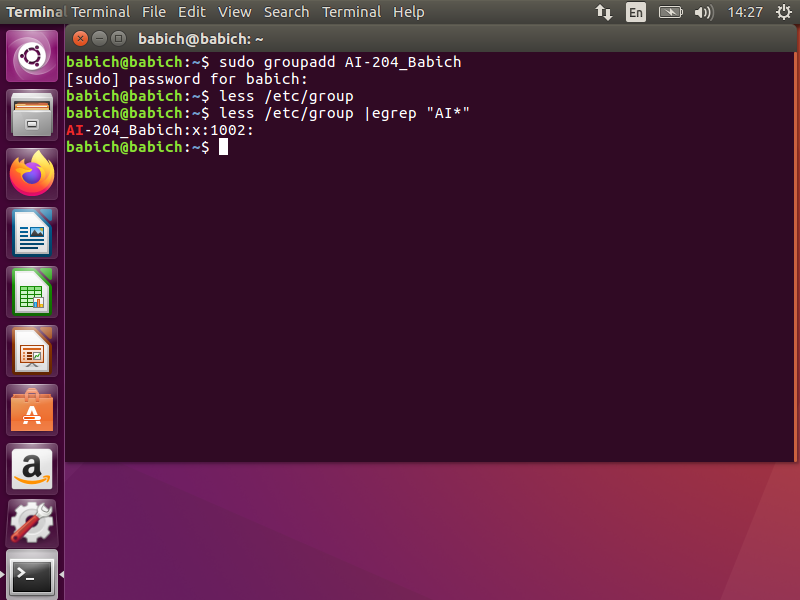 Terminal Terminal File Edit View Search Terminal Help En 14:27
babich@babich: ~
babich@babich:~$ sudo groupadd AI-204_Babich
[sudo] password for babich:
babich@babich:~$ less /etc/group
babich@babich:~$ less /etc/group |egrep "AI*"
AI-204_Babich:x:1002:
babich@babich:~$
A
a
>_